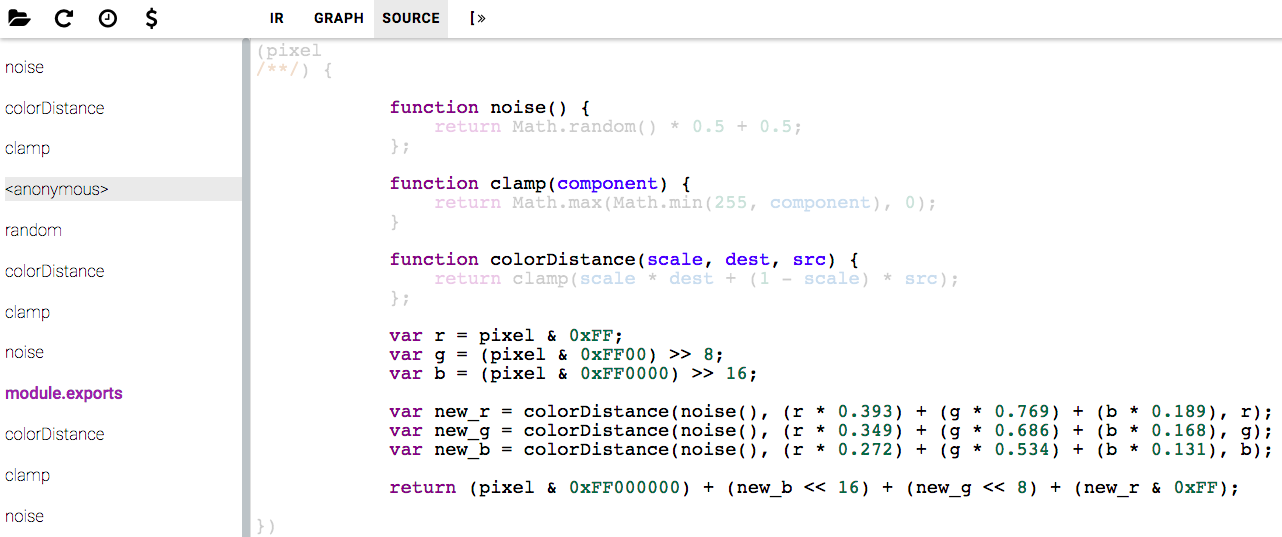 $ IR GRAPH SOURCE [»
noise
colorDistance
clamp
<anonymous>
random
colorDistance
clamp
noise
module.exports
colorDistance
clamp
noise
(pixel
/**/) {
function noise() {
return Math.random() * 0.5 + 0.5;
};
function clamp(component) {
return Math.max(Math.min(255, component), 0);
}
function colorDistance(scale, dest, src) {
return clamp(scale * dest + (1 - scale) * src);
};
var r = pixel & 0xFF;
var g = (pixel & 0xFF00) >> 8;
var b = (pixel & 0xFF0000) >> 16;
var new_r = colorDistance(noise(), (r * 0.393) + (g * 0.769) + (b * 0.189), r);
var new_g = colorDistance(noise(), (r * 0.349) + (g * 0.686) + (b * 0.168), g);
var new_b = colorDistance(noise(), (r * 0.272) + (g * 0.534) + (b * 0.131), b);
return (pixel & 0xFF000000) + (new_b << 16) + (new_g << 8) + (new_r & 0xFF);
})